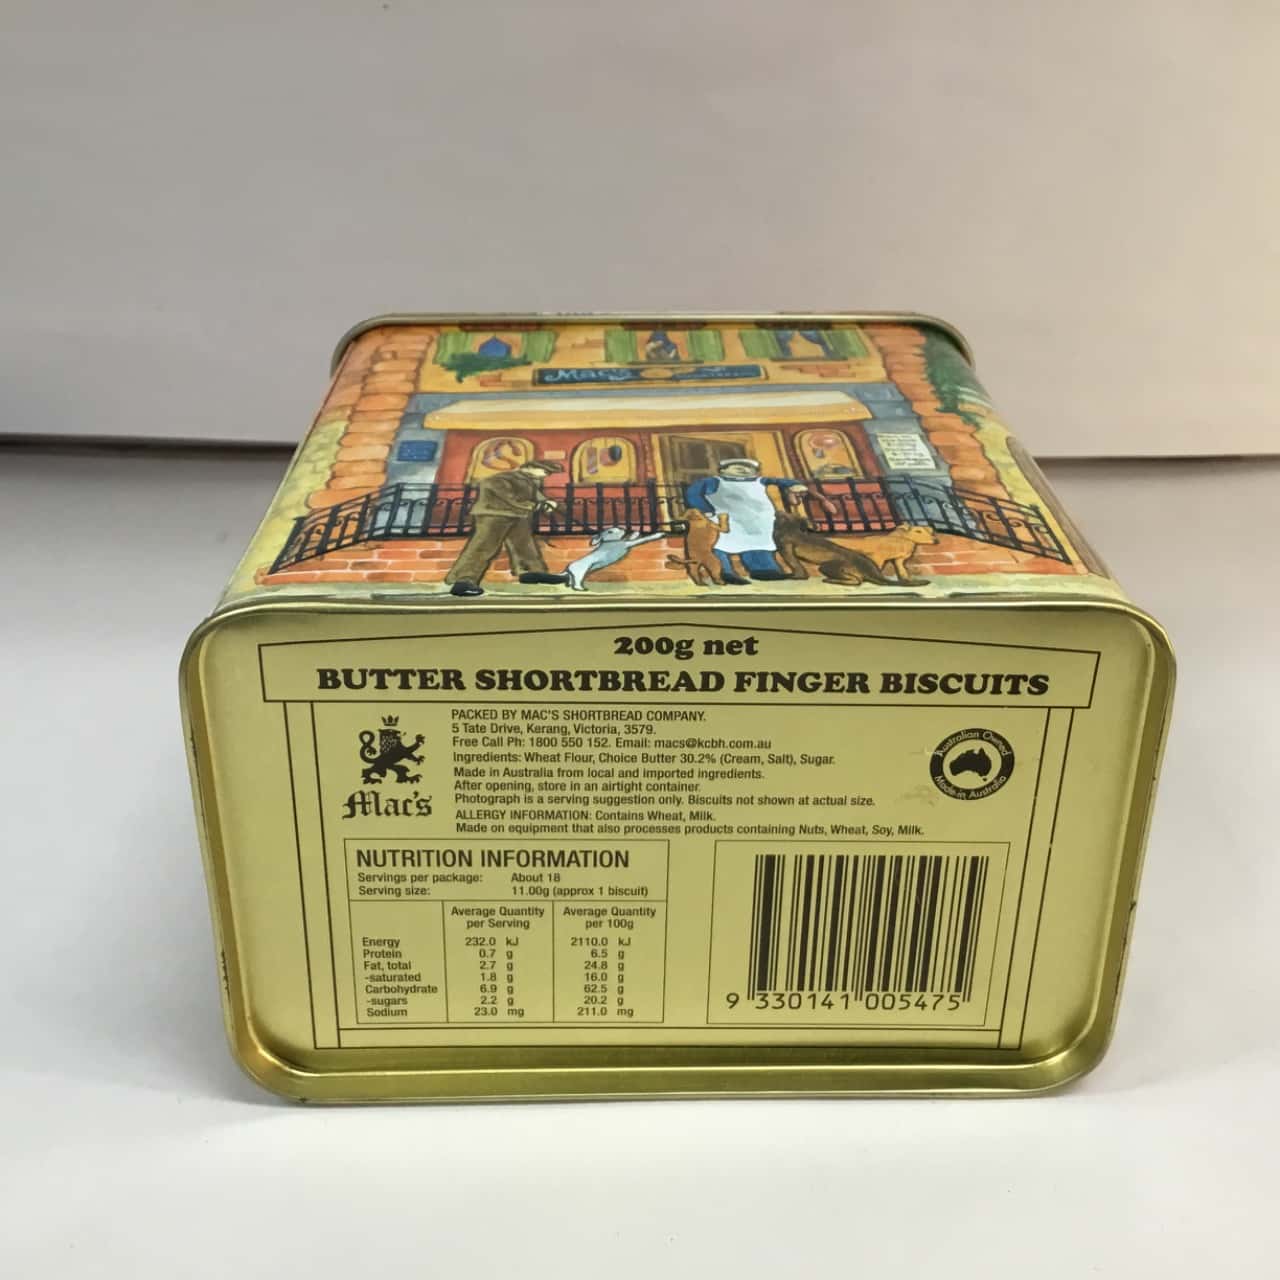 Mac's
200g net
BUTTER SHORTBREAD FINGER BISCUITS
PACKED BY MAC'S SHORTBREAD COMPANY.
5 Tate Drive, Kerang, Victoria, 3579.
Free Call Ph: 1800 550 152. Email: macs@kcbh.com.au
Ingredients: Wheat Flour, Choice Butter 30.2% (Cream, Salt), Sugar.
Made in Australia from local and imported ingredients.
After opening, store in an airtight container.
Photograph is a serving suggestion only. Biscuits not shown at actual size.
ALLERGY INFORMATION: Contains Wheat, Milk.
Made on equipment that also processes products containing Nuts, Wheat, Soy, Milk.
Mac's
Australian Owned
Made in Australia
NUTRITION INFORMATION
Servings per package: About 18
Serving size: 11.00g (approx 1 biscuit)
Average Quantity Average Quantity
per Serving per 100g
Energy 232.0 kJ 2110.0 kJ
Protein 0.7 g 6.5 g
Fat, total 2.7 g 24.8 g
-saturated 1.8 g 16.0 g
Carbohydrate 6.9 g 62.5 g
-sugars 2.2 g 20.2 g
Sodium 23.0 mg 211.0 mg
9 330141 005475